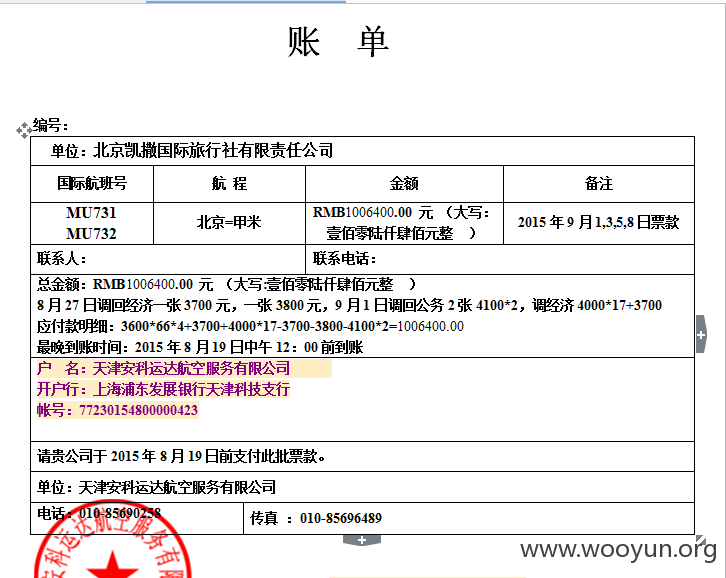 账 单
编号：
单位：北京凯撒国际旅行社有限责任公司
国际航班号 航 程 金额 备注
MU731
MU732
北京=甲米
RMB1006400.00 元 （大写：
壹佰零陆仟肆佰元整 ）
2015 年 9 月 1,3,5,8 日票款
联系人： 联系电话：
总金额：RMB1006400.00 元 （大写:壹佰零陆仟肆佰元整 ）
8 月 27 日调回经济一张 3700 元，一张 3800 元，9 月 1 日调回公务 2 张 4100*2，调经济 4000*17+3700
应付款明细：3600*66*4+3700+4000*17-3700-3800-4100*2=1006400.00
最晚到账时间：2015 年 8 月 19 日中午 12：00 前到账
户 名：天津安科运达航空服务有限公司
开户行：上海浦东发展银行天津科技支行
帐号：77230154800000423
请贵公司于 2015 年 8 月 19 日前支付此批票款。
单位：天津安科运达航空服务有限公司
电话：010-85690258 传真 ：010-85696489
安科运达航空服务有限
www.wooyun.org